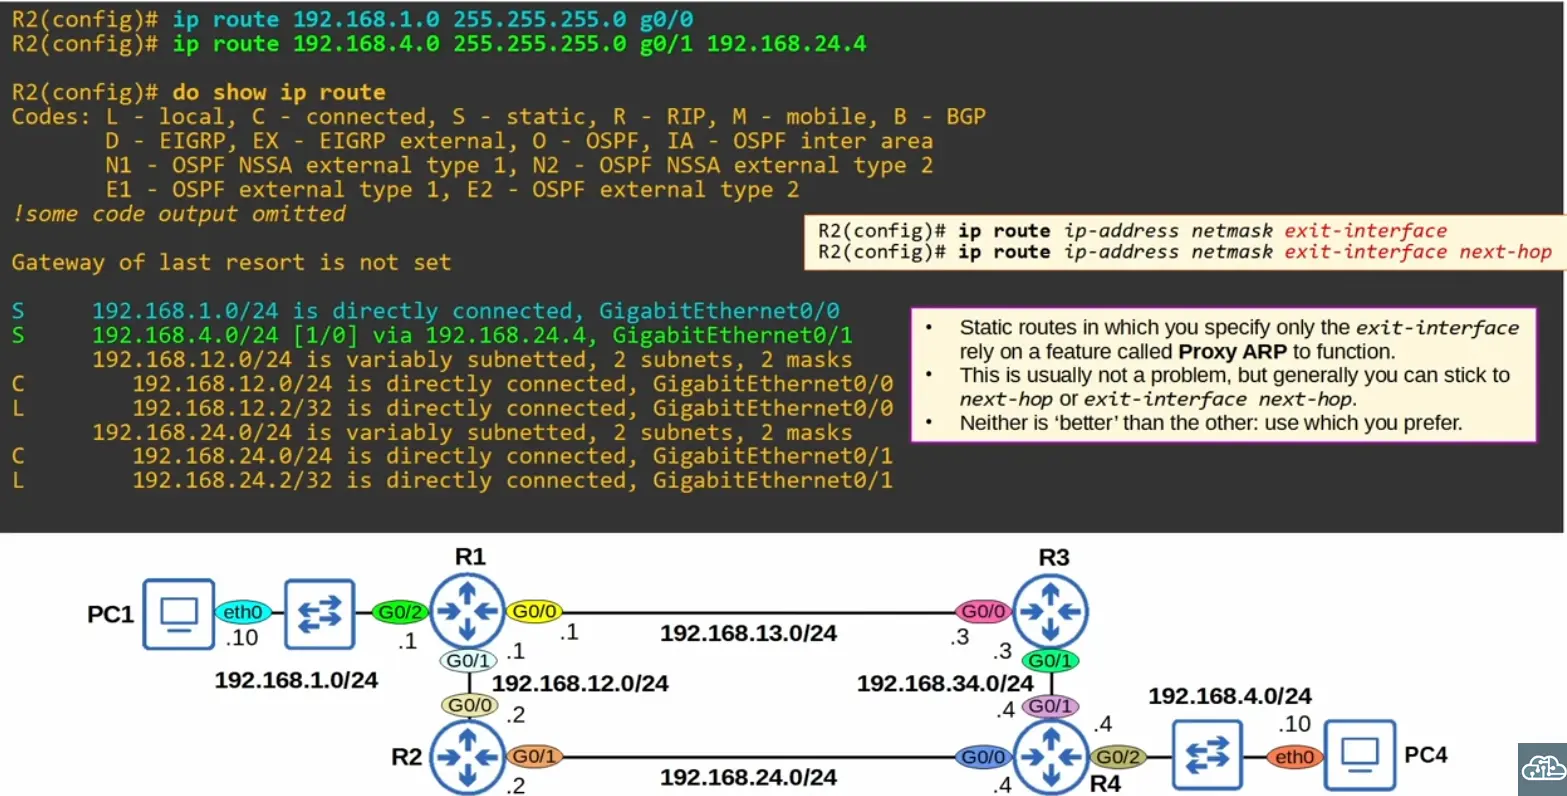 R2(config)# ip route 192.168.1.0 255.255.255.0 g0/0
R2(config)# ip route 192.168.4.0 255.255.255.0 g0/1 192.168.24.4
R2(config)# do show ip route
Codes: L - local, C - connected, S - static, R - RIP, M - mobile, B - BGP
D - EIGRP, EX - EIGRP external, O - OSPF, IA - OSPF inter area
N1 - OSPF NSSA external type 1, N2 - OSPF NSSA external type 2
E1 - OSPF external type 1, E2 - OSPF external type 2
!some code output omitted
R2(config)# ip route ip-address netmask exit-interface
R2(config)# ip route ip-address netmask exit-interface next-hop
Gateway of last resort is not set
S 192.168.1.0/24 is directly connected, GigabitEthernet0/0
S 192.168.4.0/24 [1/0] via 192.168.24.4, GigabitEthernet0/1
192.168.12.0/24 is variably subnetted, 2 subnets, 2 masks
C 192.168.12.0/24 is directly connected, GigabitEthernet0/0
L 192.168.12.2/32 is directly connected, GigabitEthernet0/0
192.168.24.0/24 is variably subnetted, 2 subnets, 2 masks
C 192.168.24.0/24 is directly connected, GigabitEthernet0/1
L 192.168.24.2/32 is directly connected, GigabitEthernet0/1
• Static routes in which you specify only the exit-interface
rely on a feature called Proxy ARP to function.
• This is usually not a problem, but generally you can stick to
next-hop or exit-interface next-hop.
• Neither is ‘better’ than the other: use which you prefer.
R1
R3
PC1
eth0
.10
G0/2
.1
G0/0
.1
192.168.13.0/24
G0/0
.3
.3
G0/1
G0/1
.1
192.168.1.0/24
192.168.12.0/24
192.168.34.0/24
192.168.4.0/24
G0/0
.2
.4
G0/1
.4
.10
R2
G0/1
.2
192.168.24.0/24
G0/0
.4
R4
G0/2
eth0
PC4